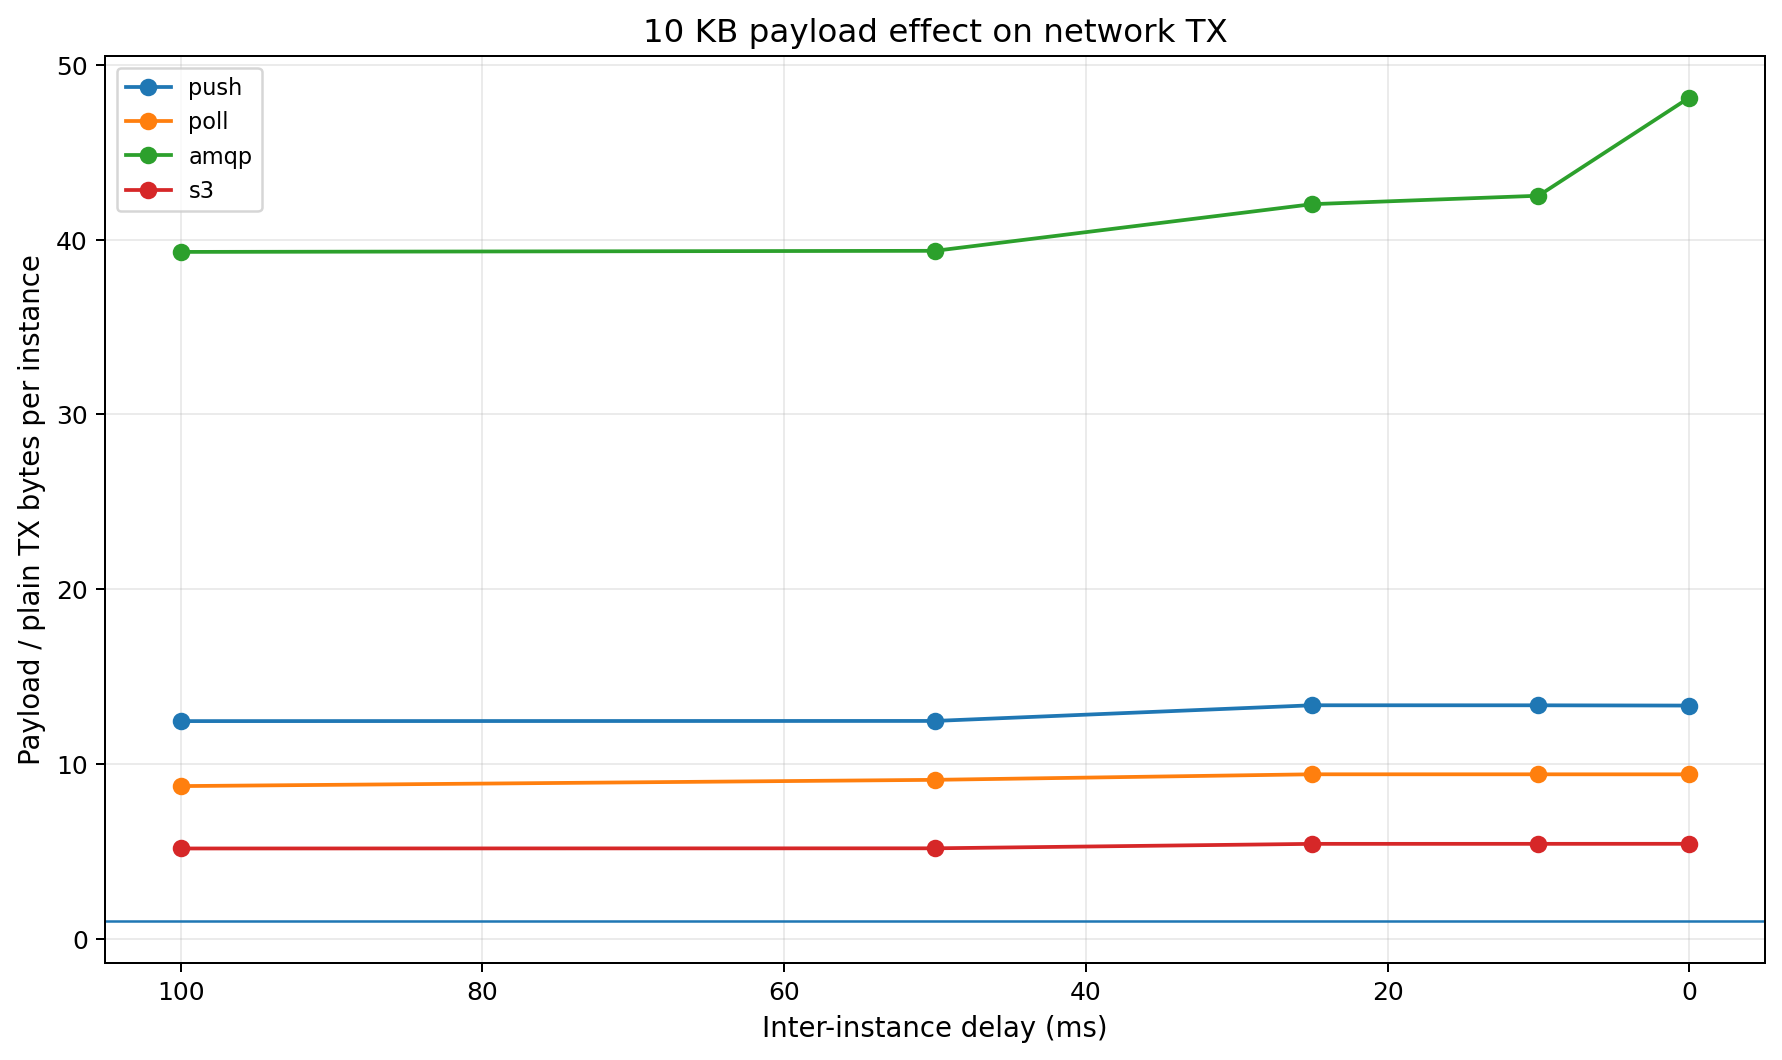 10 KB payload effect on network TX
push
poll
amqp
s3
Payload / plain TX bytes per instance
50
40
30
20
10
0
100
80
60
40
20
0
Inter-instance delay (ms)